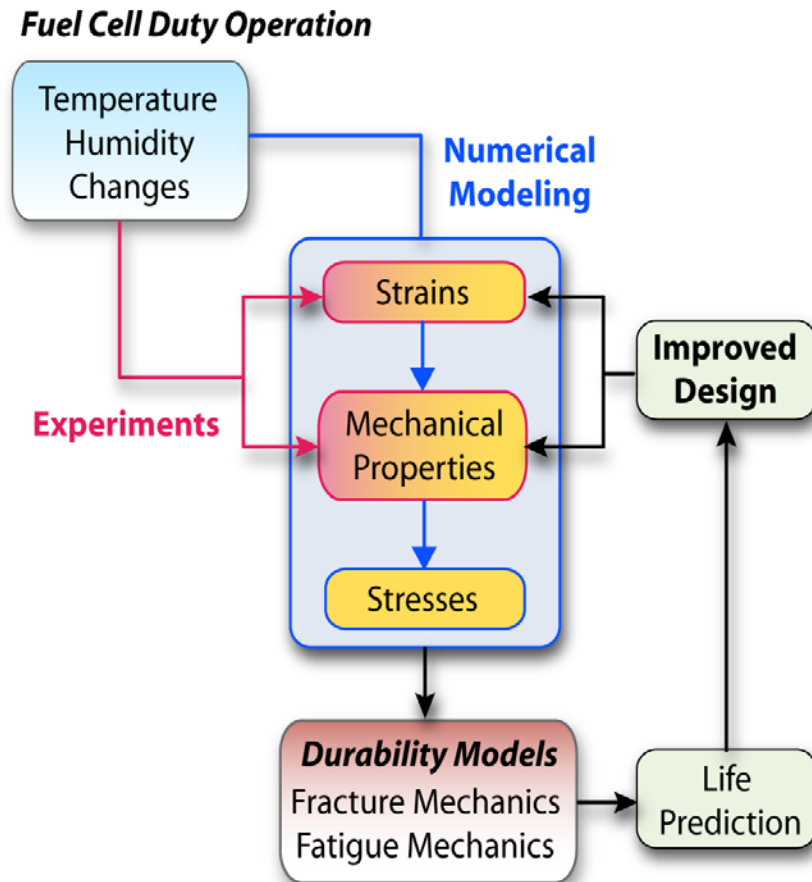 Fuel Cell Duty Operation
Temperature
Humidity
Changes
Numerical
Modeling
Strains
Experiments
Mechanical
Properties
Improved
Design
Stresses
Durability Models
Fracture Mechanics
Fatigue Mechanics
Life
Prediction